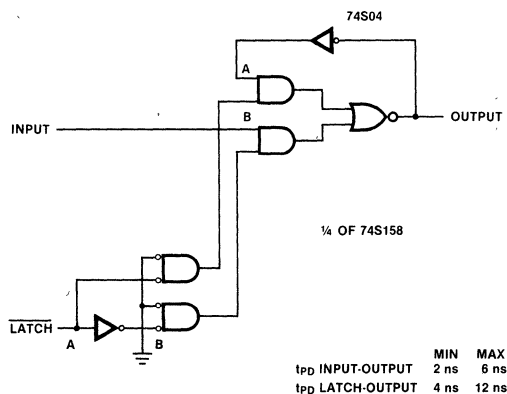 74S04
A
B
INPUT
OUTPUT
¼ OF 74S158
LATCH
A
B
MIN MAX
tPD INPUT-OUTPUT 2 ns 6 ns
tPD LATCH-OUTPUT 4 ns 12 ns